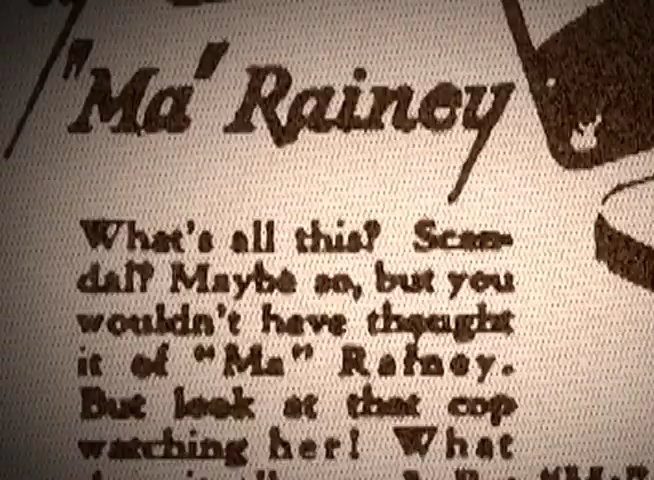 "Ma" Rainey
What's all this? Scan-
dal? Maybe so, but you
wouldn't have thought
it of "Ma" Rainey.
But look at that cop
watching her! What